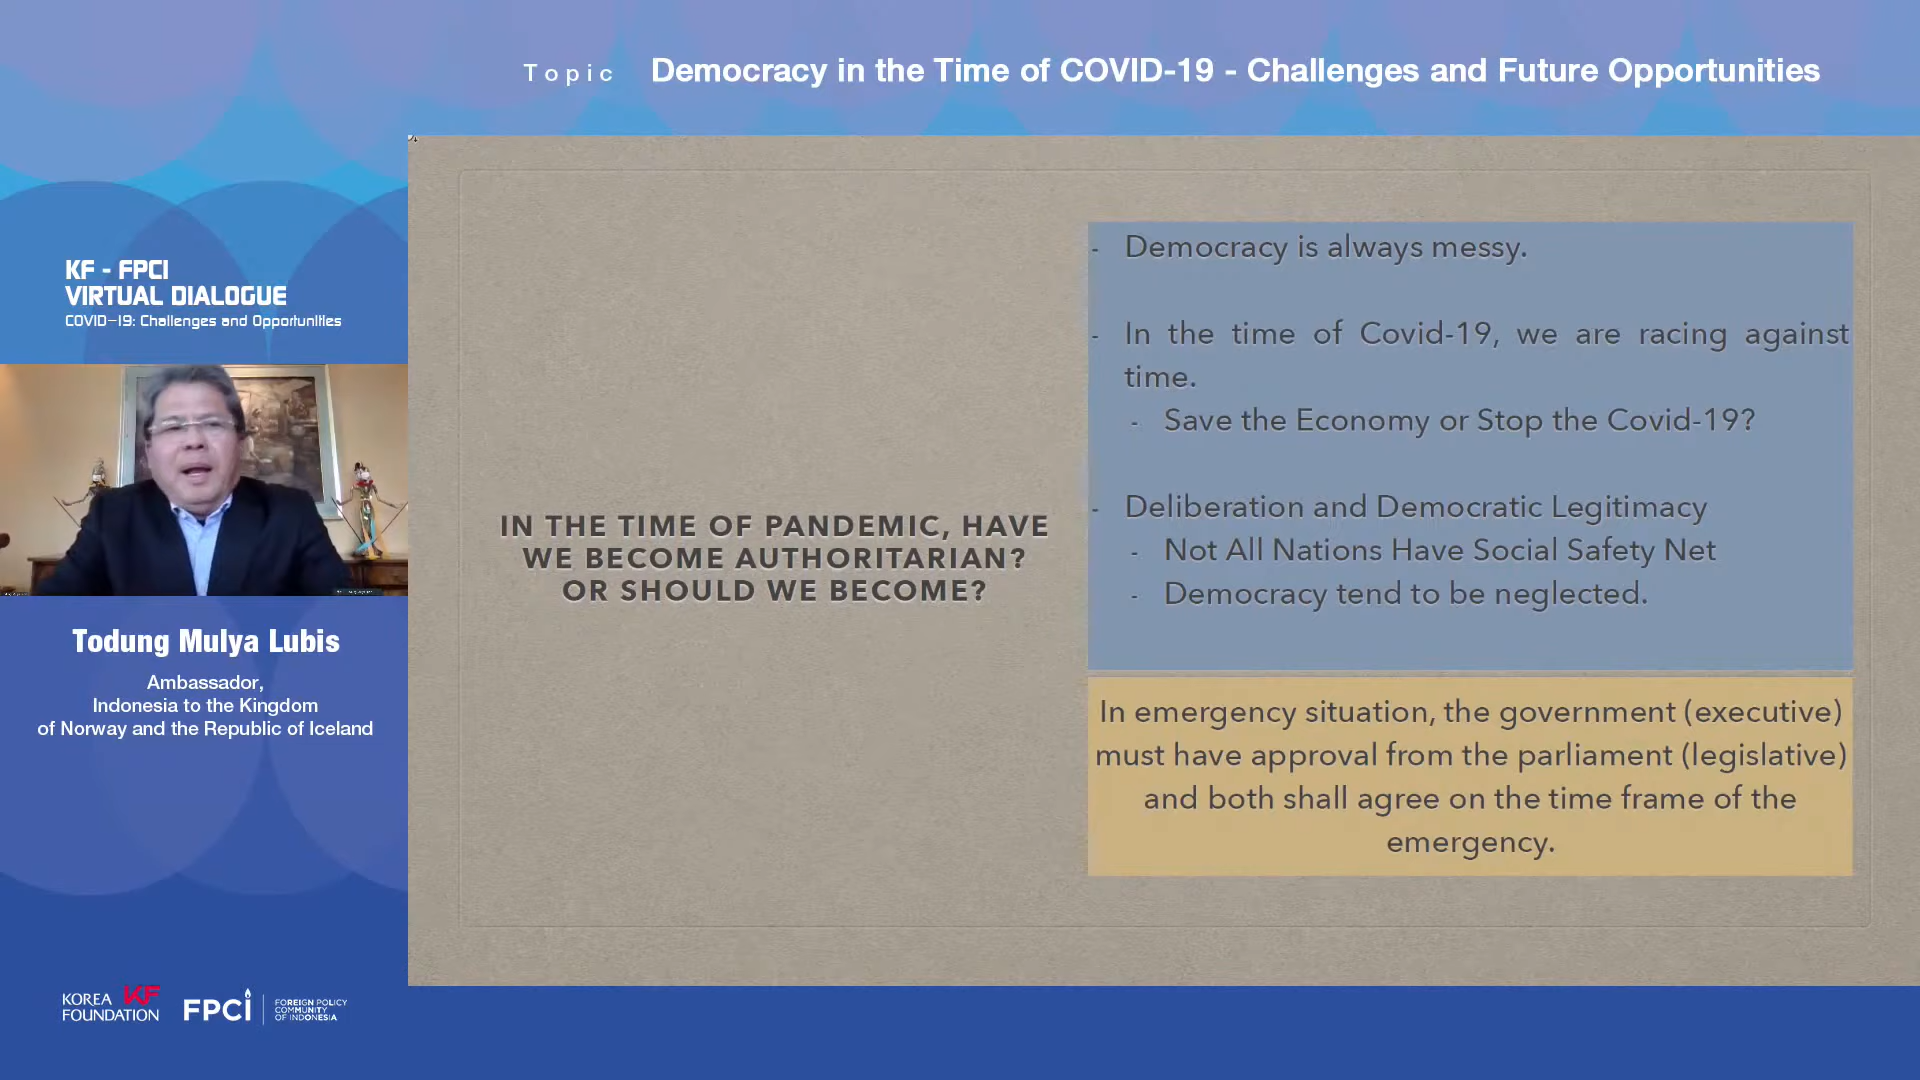 Topic Democracy in the Time of COVID-19 - Challenges and Future Opportunities
KF - FPCI
VIRTUAL DIALOGUE
COVID-19: Challenges and Opportunities
Todung Mulya Lubis
Ambassador,
Indonesia to the Kingdom
of Norway and the Republic of Iceland
KOREA KF
FOUNDATION
FPCi
FOREIGN POLICY
COMMUNITY
OF INDONESIA
IN THE TIME OF PANDEMIC, HAVE
WE BECOME AUTHORITARIAN?
OR SHOULD WE BECOME?
- Democracy is always messy.
- In the time of Covid-19, we are racing against
time.
- Save the Economy or Stop the Covid-19?
- Deliberation and Democratic Legitimacy
- Not All Nations Have Social Safety Net
- Democracy tend to be neglected.
In emergency situation, the government (executive)
must have approval from the parliament (legislative)
and both shall agree on the time frame of the
emergency.